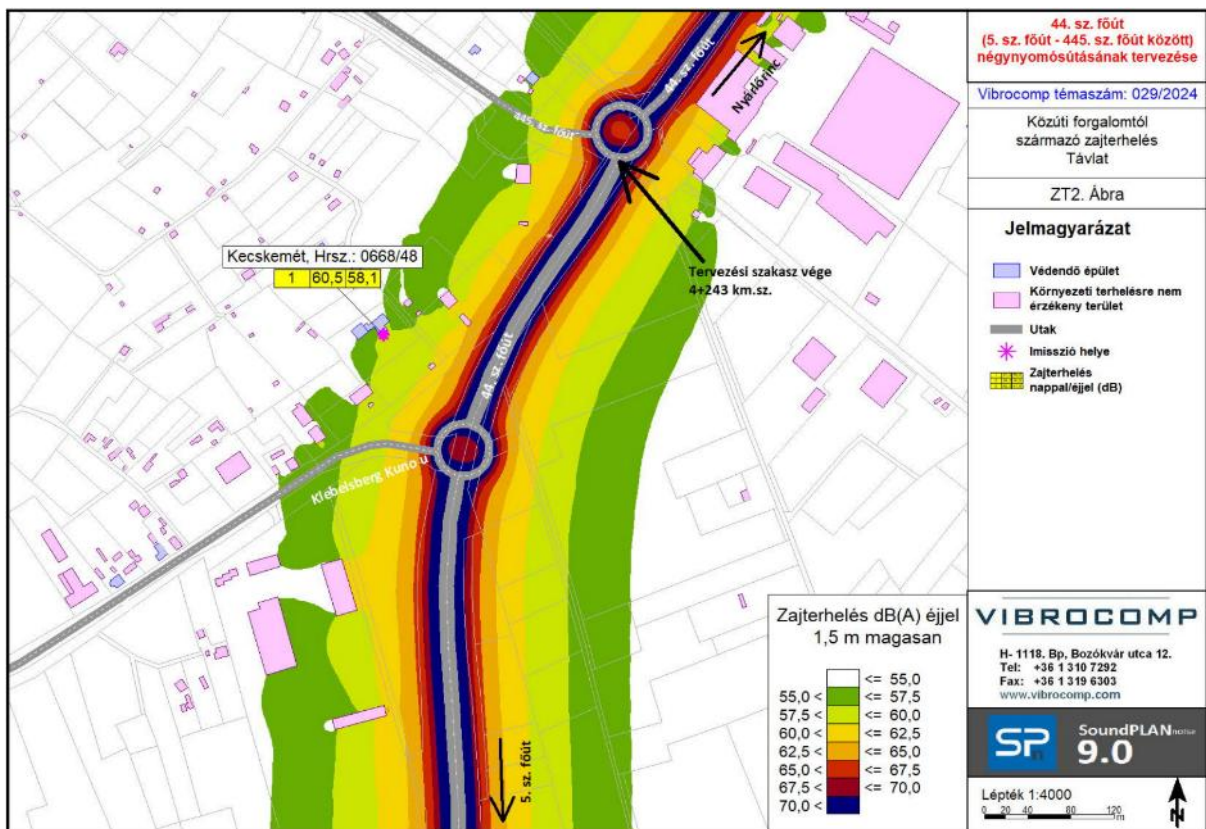 445. sz. főút
44. sz. főút
Nyárlőrinc
Kecskemét, Hrsz.: 0668/48
1 60,5 58,1
Tervezési szakasz vége
4+243 km.sz.
44. sz. főút
Klebelsberg Kuno u
5. sz. főút
Zajterhelés dB(A) éjjel
1,5 m magasan
<= 55,0
55,0 < <= 57,5
57,5 < <= 60,0
60,0 < <= 62,5
62,5 < <= 65,0
65,0 < <= 67,5
67,5 < <= 70,0
70,0 <
44. sz. főút
(5. sz. főút - 445. sz. főút között)
négynyomósútásának tervezése
Vibrocomp témaszám: 029/2024
Közúti forgalomtól
származó zajterhelés
Távlat
ZT2. Ábra
Jelmagyarázat
Védendő épület
Környezeti terhelésre nem
érzékeny terület
Utak
Imisszió helye
Zajterhelés
nappal/éjjel (dB)
VIBROCOMP
H- 1118. Bp, Bozókvár utca 12.
Tel: +36 1 310 7292
Fax: +36 1 319 6303
www.vibrocomp.com
SPn
SoundPLANnoise
9.0
Lépték 1:4000
0 20 40 80 120
m
N